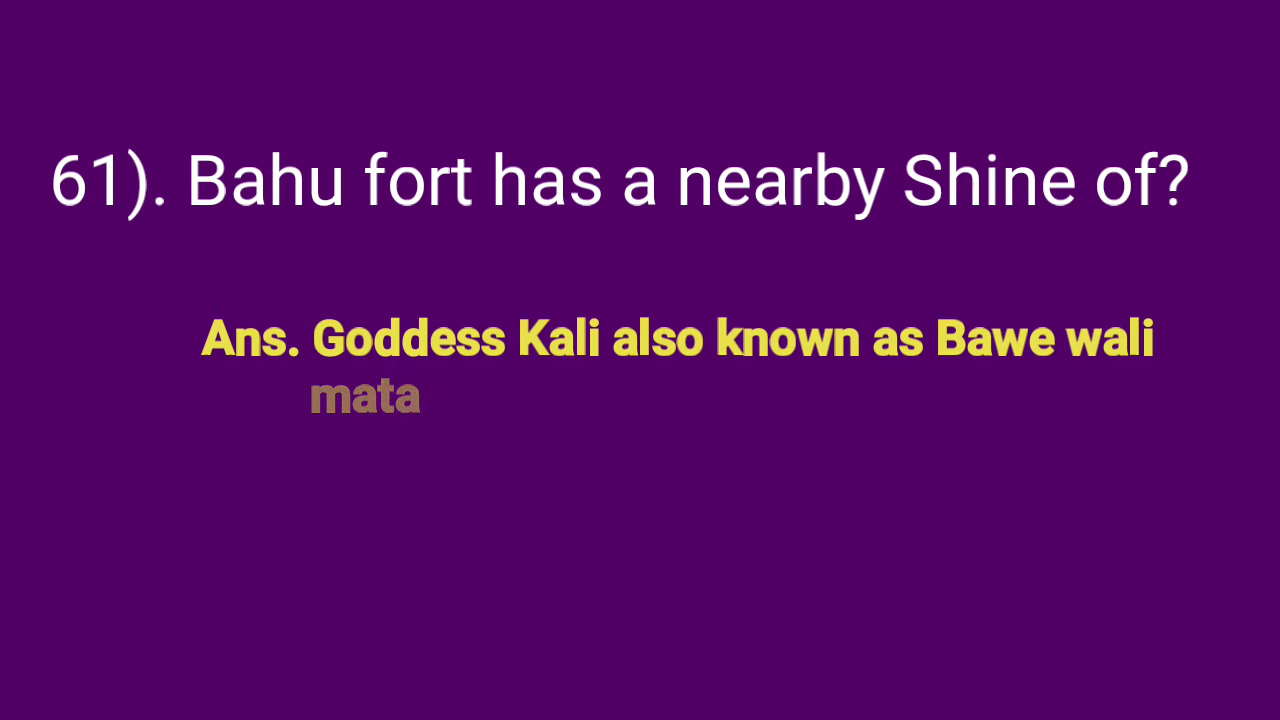 61). Bahu fort has a nearby Shine of?
Ans. Goddess Kali also known as Bawe wali
mata